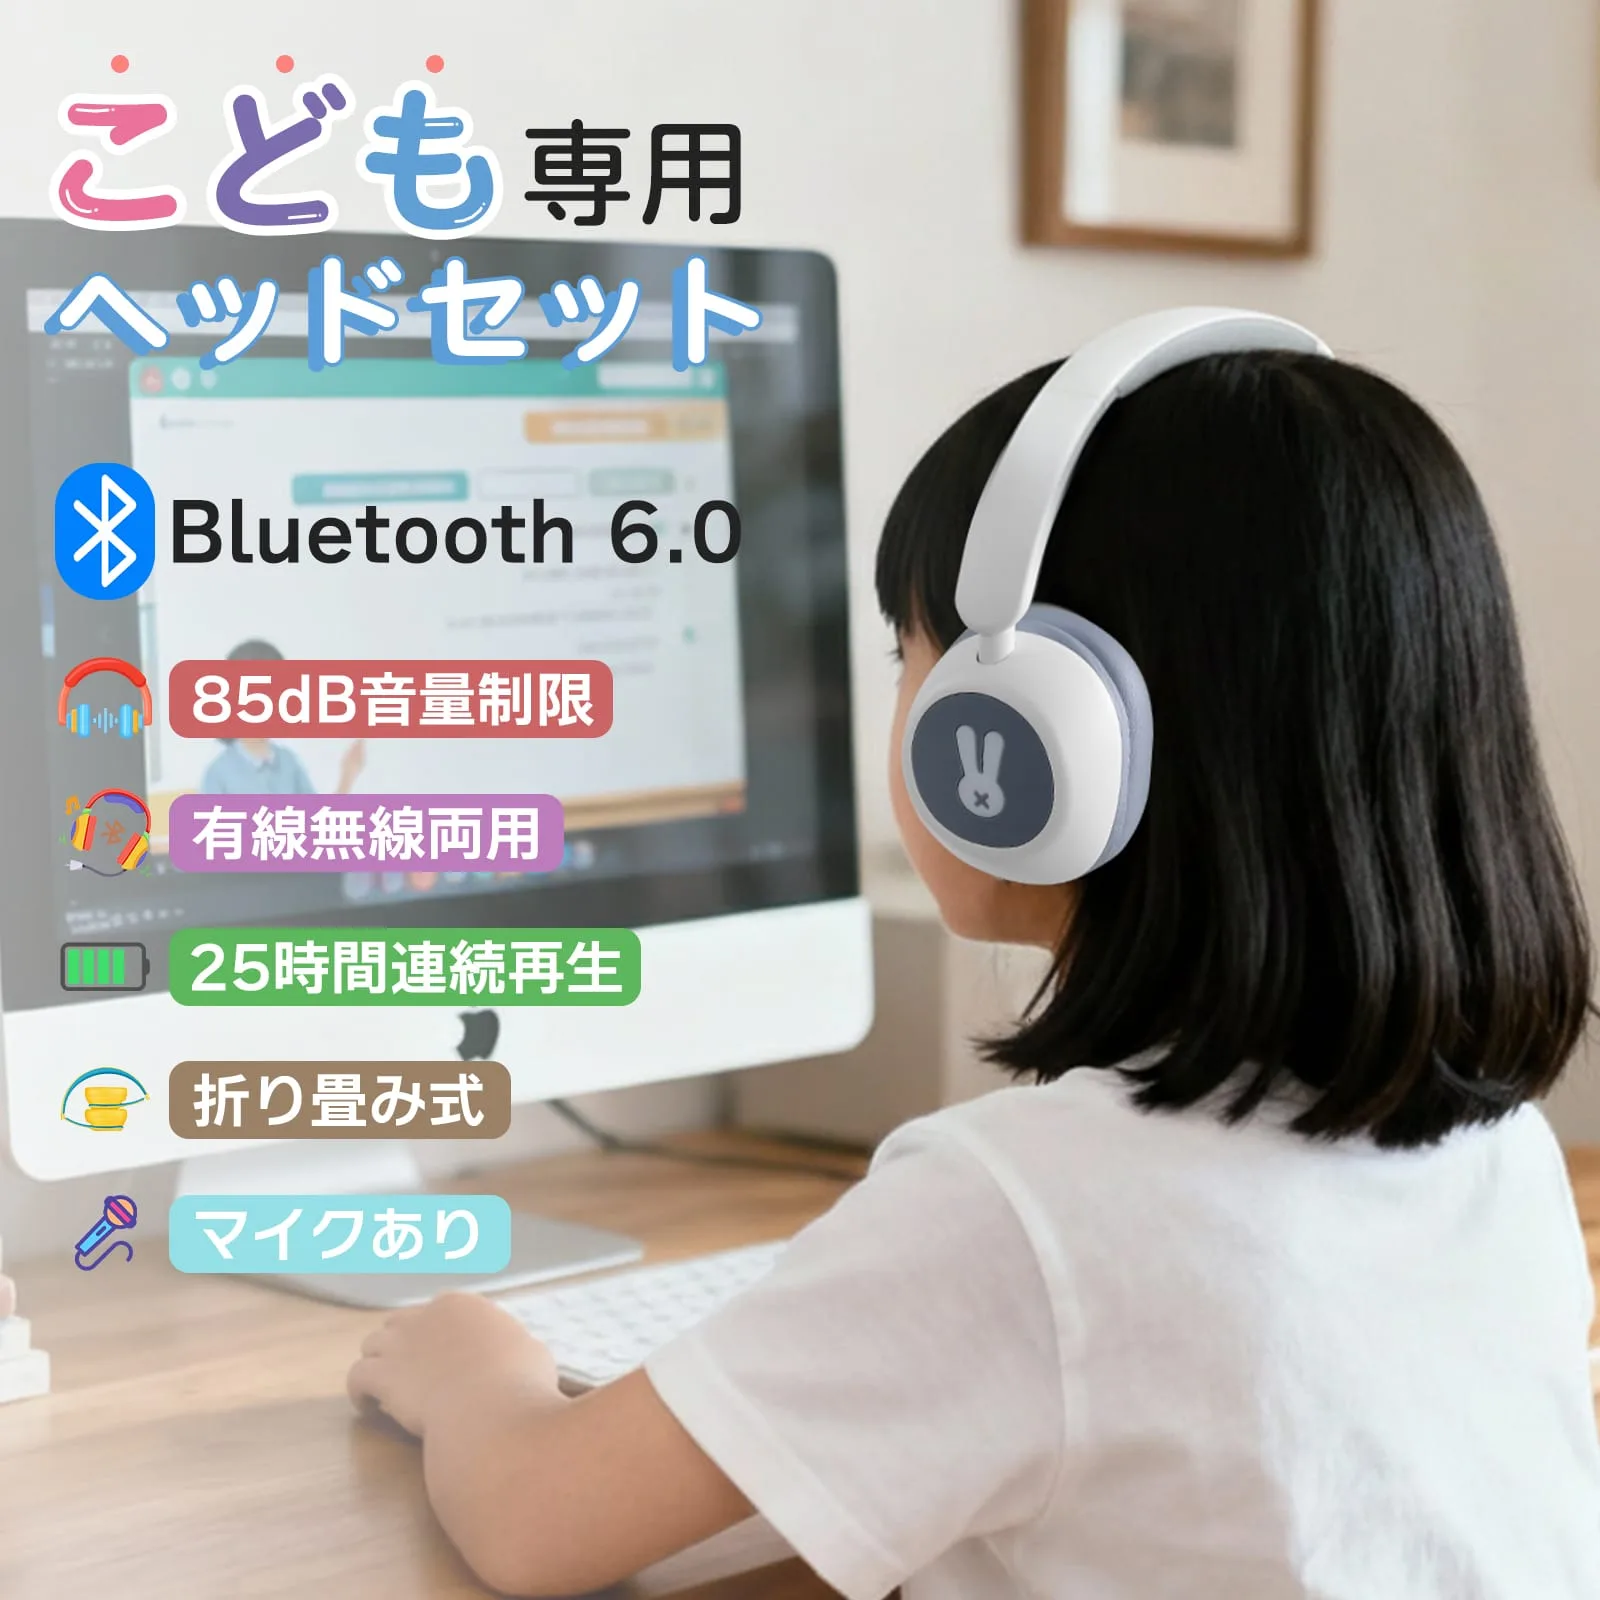 こども専用
ヘッドセット
Bluetooth 6.0
85dB音量制限
有線無線両用
25時間連続再生
折り畳み式
マイクあり